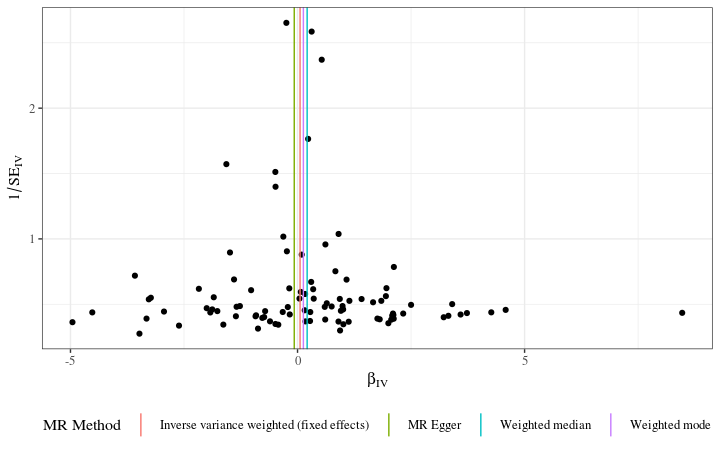 2
1
1/SE_IV
-5
0
5
β_IV
MR Method
Inverse variance weighted (fixed effects)
MR Egger
Weighted median
Weighted mode